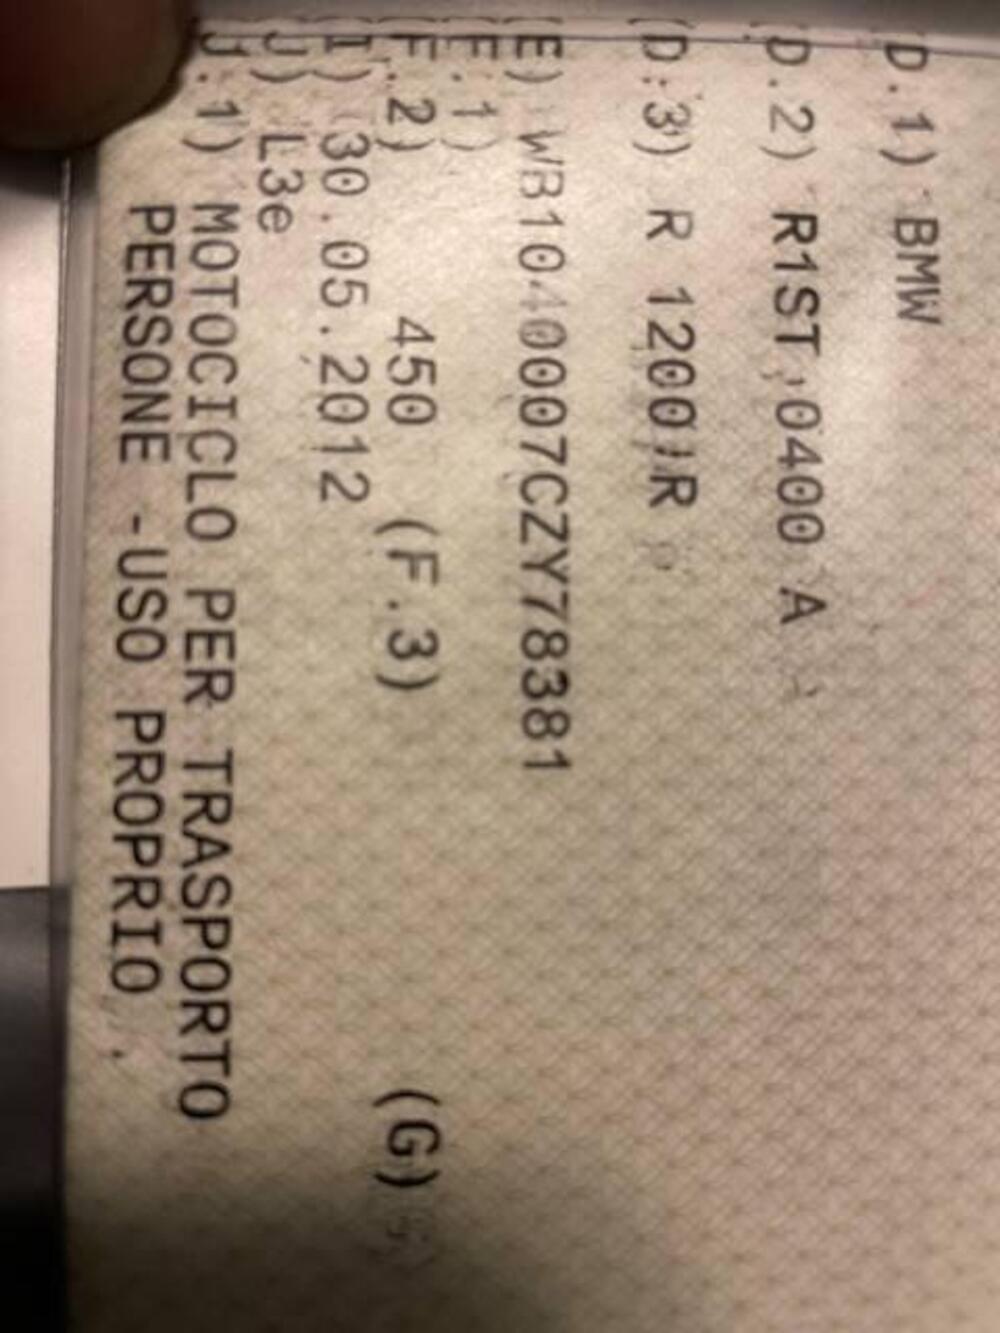 (D.1) BMW
(D.2) R1ST 0400 A
(D.3) R 1200 R
(E) WB10400007CZY78381
(F.1)
(F.2) 450 (F.3) (G)
(I) 30.05.2012
(J) L3e
(J.1) MOTOCICLO PER TRASPORTO
PERSONE -USO PROPRIO